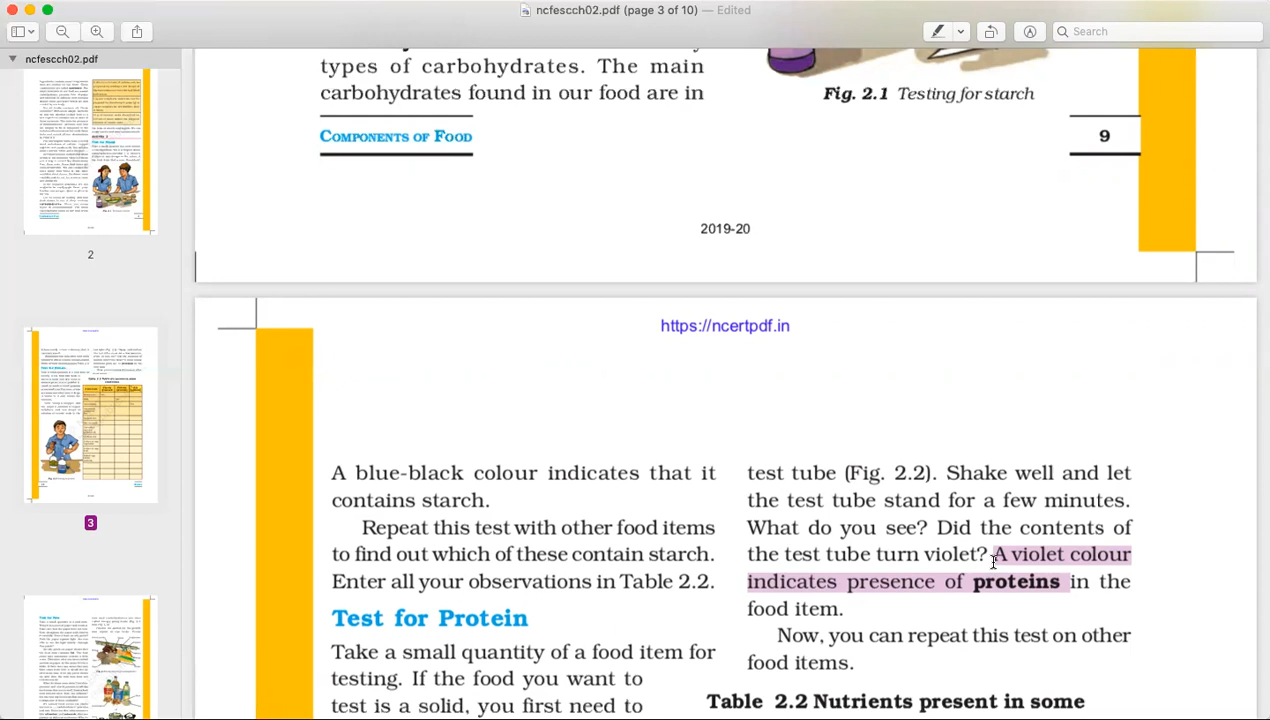 ncfescch02.pdf (page 3 of 10) — Edited
Search
ncfescch02.pdf
2
3
types of carbohydrates. The main
carbohydrates found in our food are in
Fig. 2.1 Testing for starch
COMPONENTS OF FOOD
9
2019-20
https://ncertpdf.in
A blue-black colour indicates that it
contains starch.
Repeat this test with other food items
to find out which of these contain starch.
Enter all your observations in Table 2.2.
Test for Protein
Take a small quantity of a food item for
testing. If the food you want to
test is a solid, you first need to
test tube (Fig. 2.2). Shake well and let
the test tube stand for a few minutes.
What do you see? Did the contents of
the test tube turn violet? A violet colour
indicates presence of proteins in the
food item.
Now, you can repeat this test on other
food items.
Table 2.2 Nutrients present in some